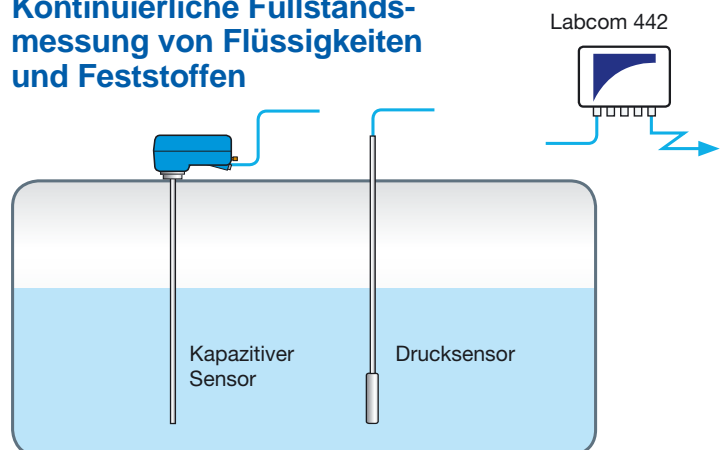 Kontinuierliche Füllstands-
messung von Flüssigkeiten
und Feststoffen
Labcom 442
Kapazitiver
Sensor
Drucksensor